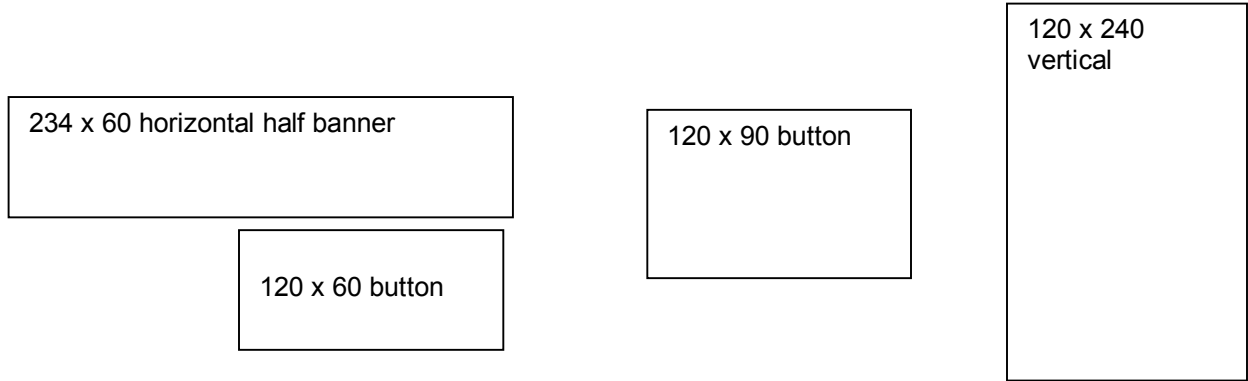 120 x 240
vertical
234 x 60 horizontal half banner
120 x 90 button
120 x 60 button